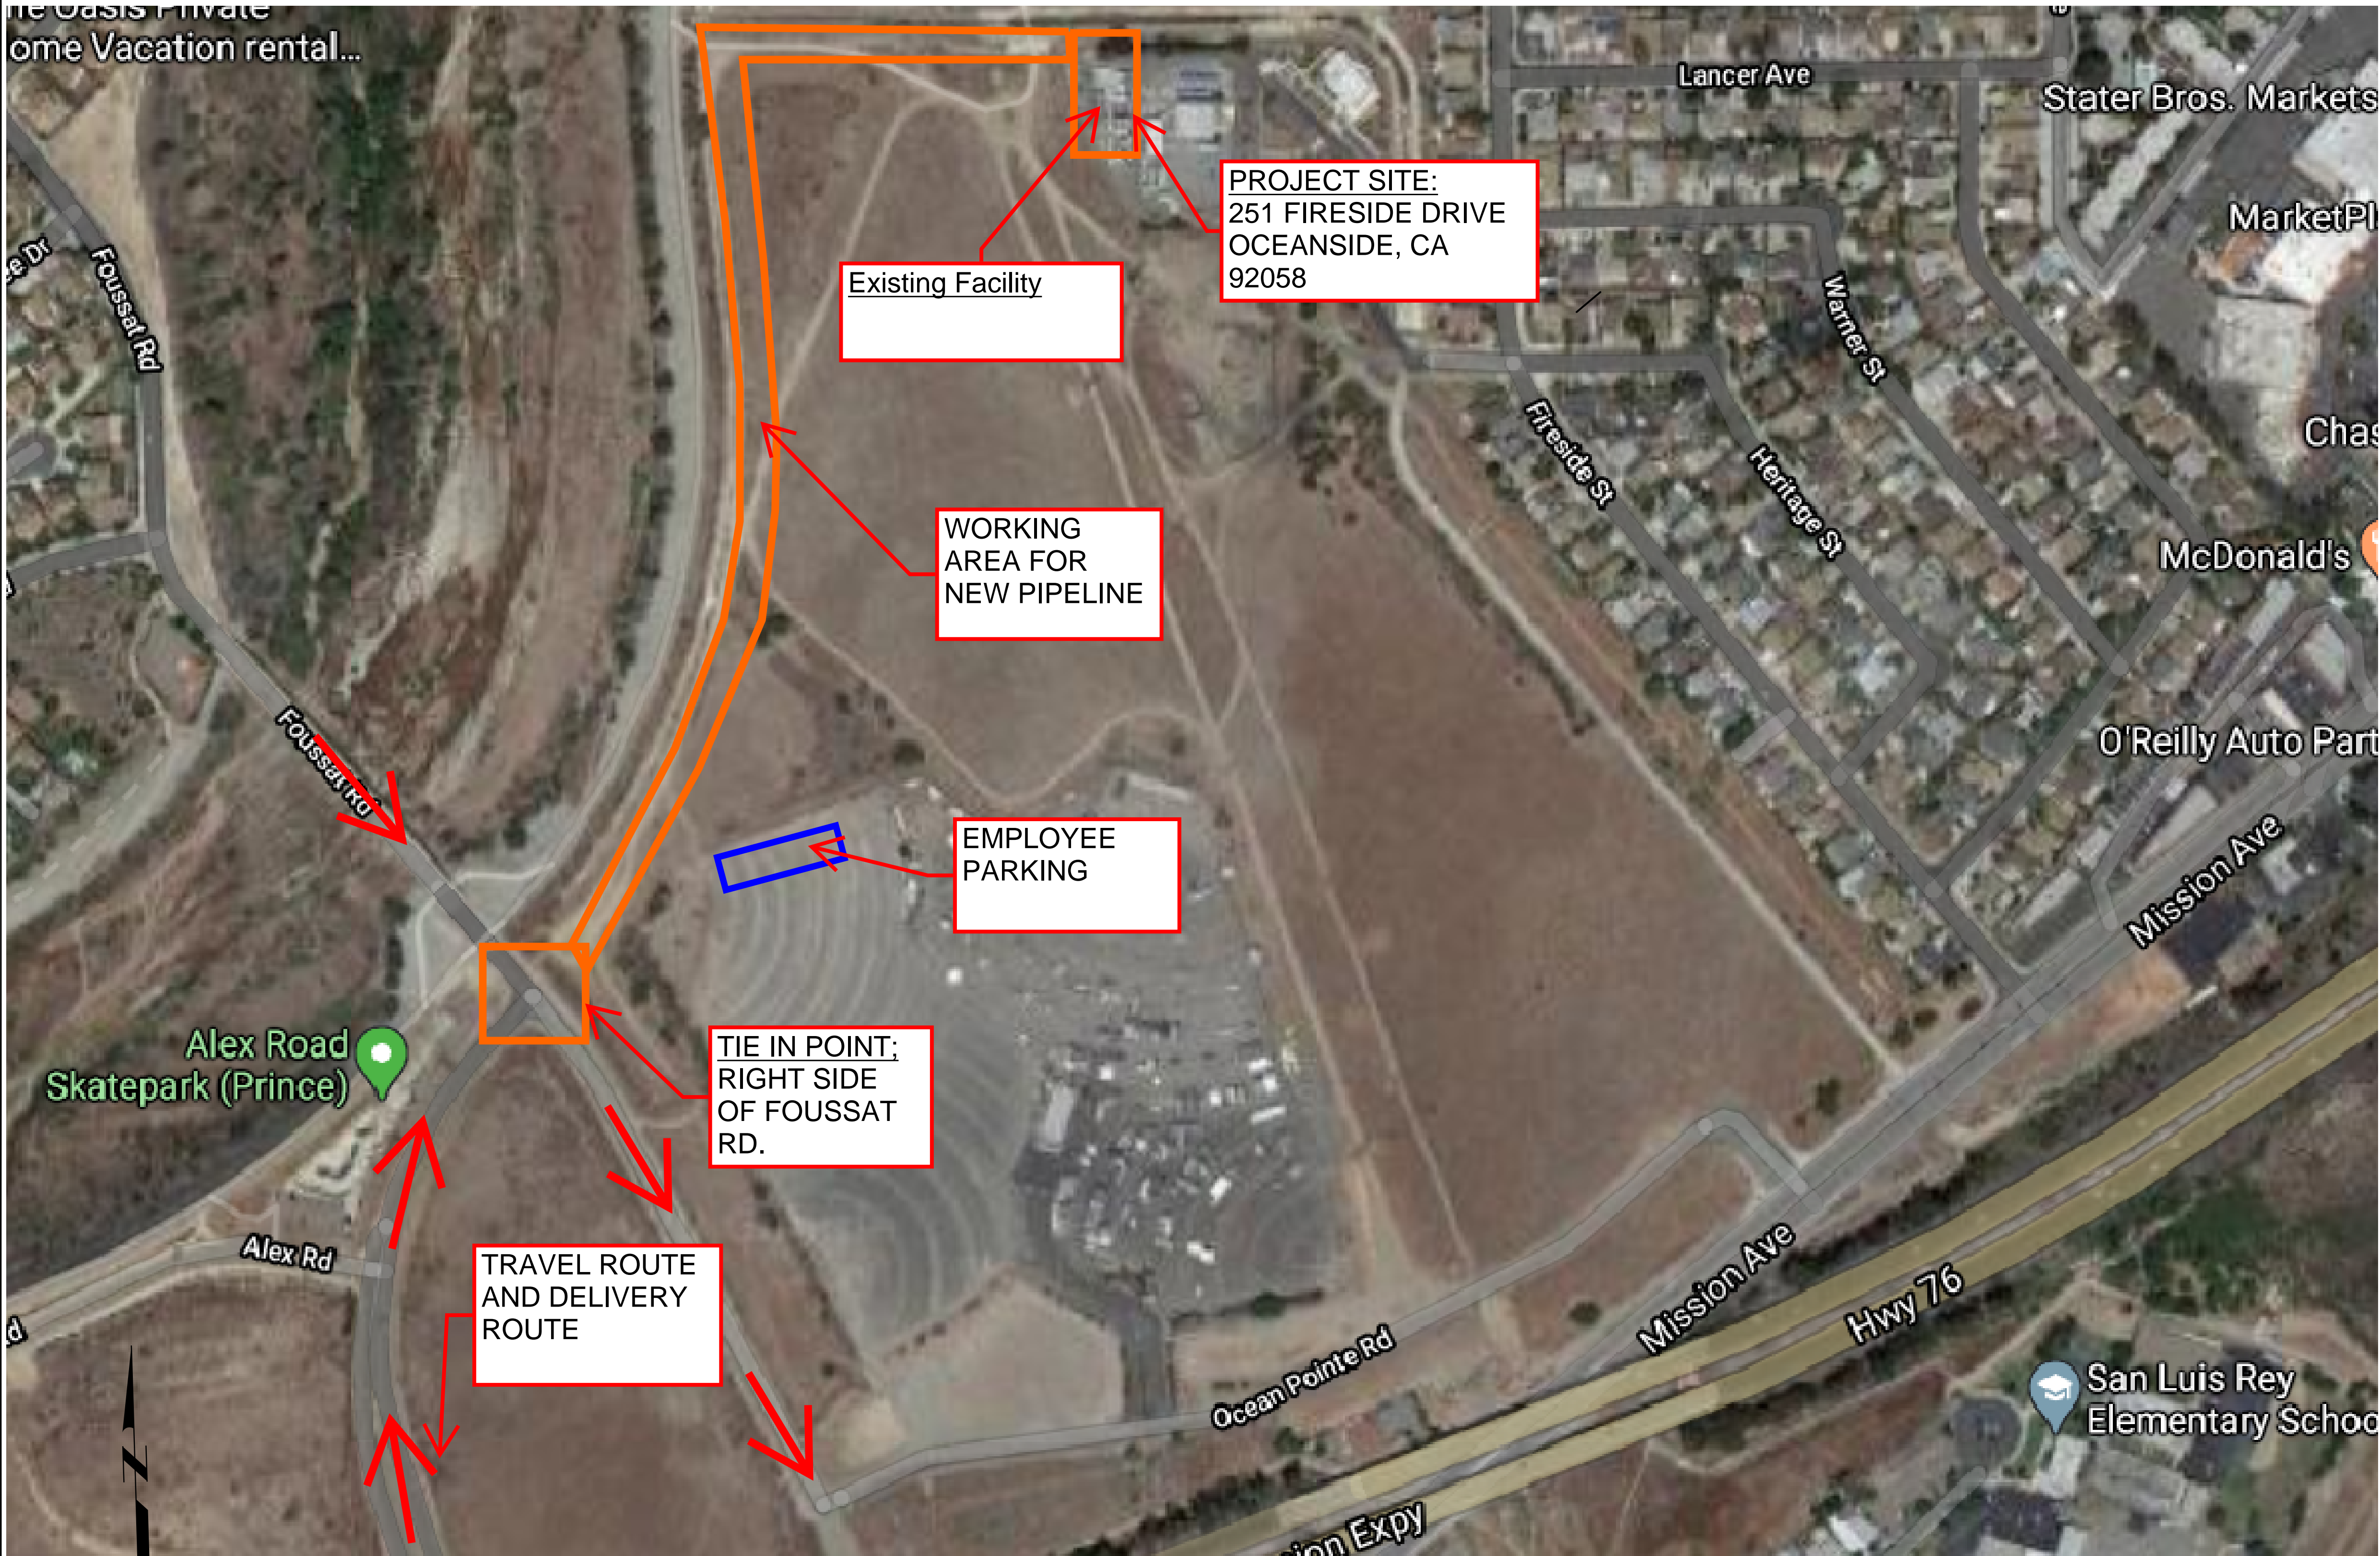 ome Vacation rental...
Lancer Ave
Stater Bros. Markets
PROJECT SITE:
251 FIRESIDE DRIVE
OCEANSIDE, CA
92058
MarketPl
Existing Facility
Foussat Rd
Warner St
Fireside St
Heritage St
Chas
WORKING
AREA FOR
NEW PIPELINE
McDonald's
Foussat Rd
O'Reilly Auto Part
EMPLOYEE
PARKING
Mission Ave
Alex Road
Skatepark (Prince)
TIE IN POINT;
RIGHT SIDE
OF FOUSSAT
RD.
Alex Rd
TRAVEL ROUTE
AND DELIVERY
ROUTE
Mission Ave
Hwy 76
Ocean Pointe Rd
San Luis Rey
Elementary Schoo
ion Expy
N